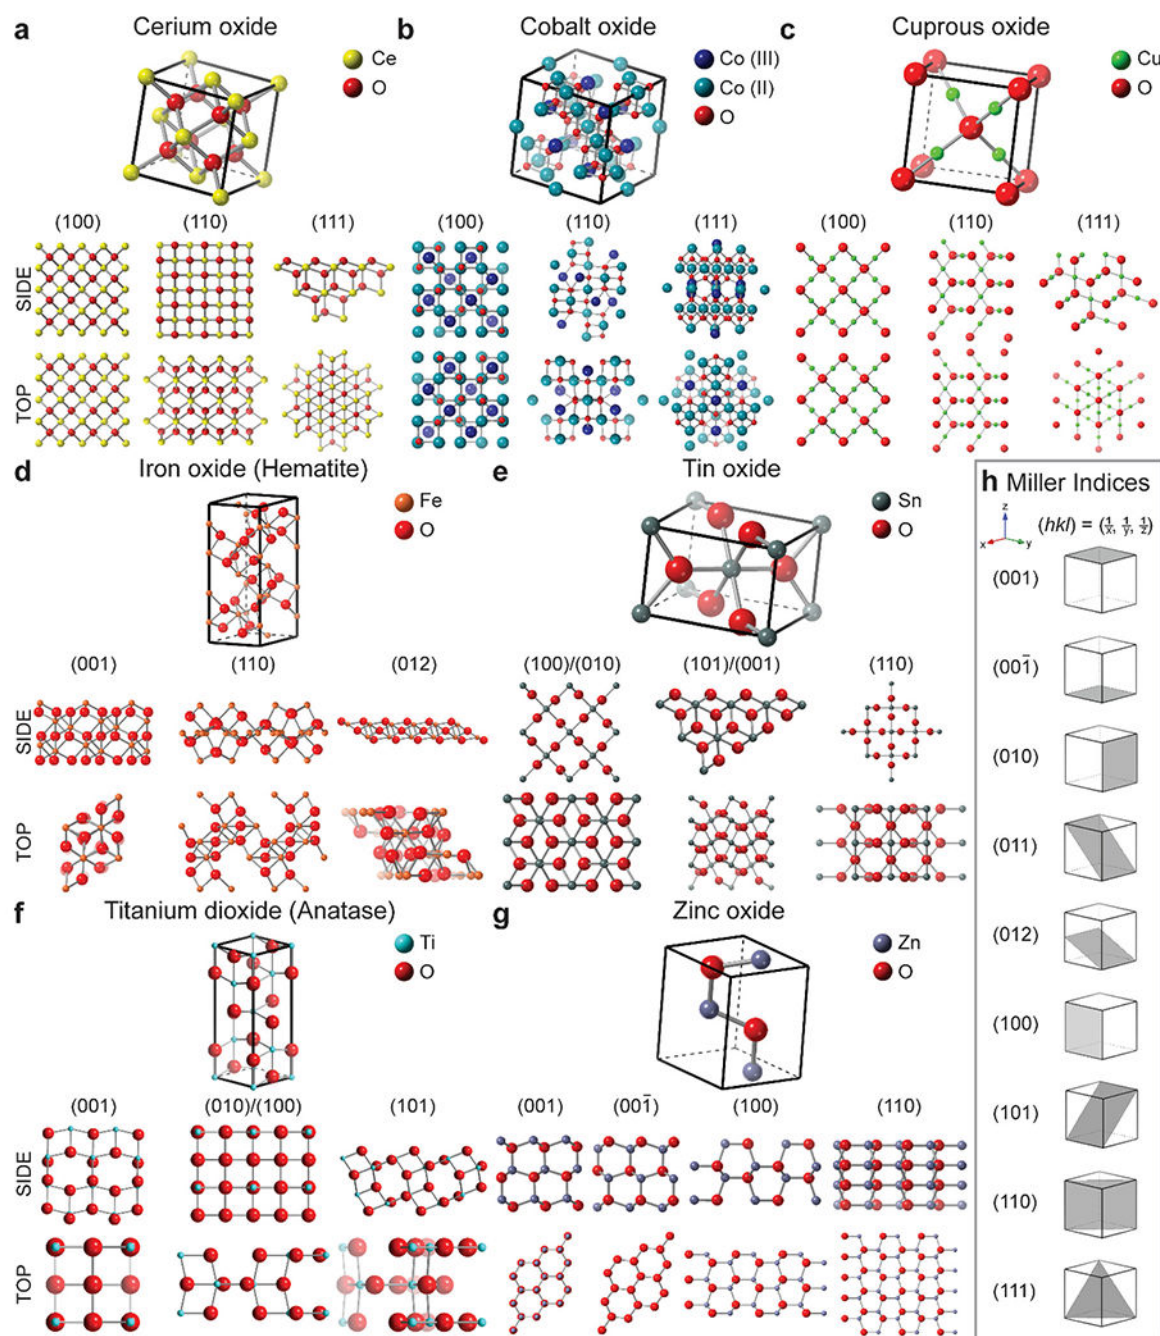 a Cerium oxide
Ce
O
(100) (110) (111)
SIDE
TOP
b Cobalt oxide
Co (III)
Co (II)
O
(100) (110) (111)
c Cuprous oxide
Cu
O
(100) (110) (111)
d Iron oxide (Hematite)
Fe
O
(001) (110) (012)
SIDE
TOP
e Tin oxide
Sn
O
(100)/(010) (101)/(001) (110)
f Titanium dioxide (Anatase)
Ti
O
(001) (010)/(100) (101)
SIDE
TOP
g Zinc oxide
Zn
O
(001) (001̄) (100) (110)
h Miller Indices
z
x y
(hkl) = (1/x, 1/y, 1/z)
(001)
(001̄)
(010)
(011)
(012)
(100)
(101)
(110)
(111)